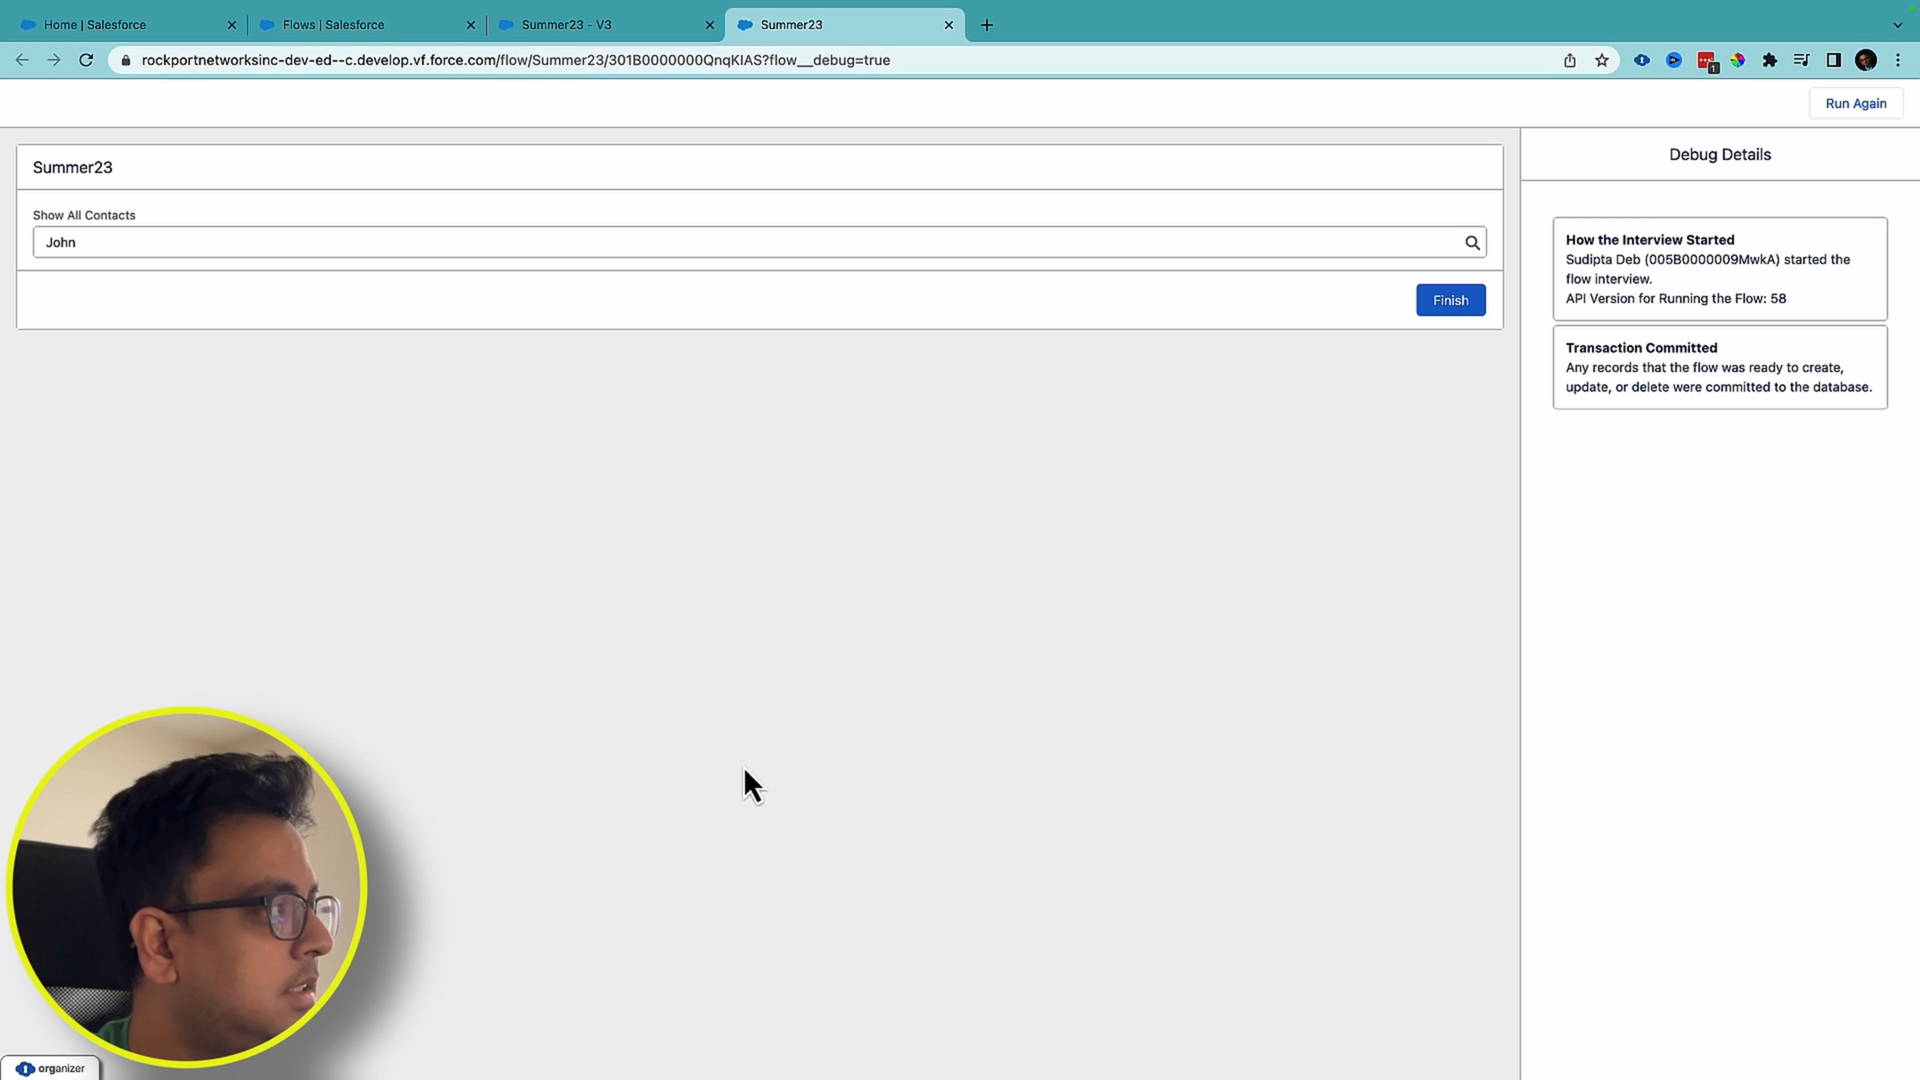 Home | Salesforce
Flows | Salesforce
Summer23 - V3
Summer23
rockportnetworksinc-dev-ed--c.develop.vf.force.com/flow/Summer23/301B0000000QnqKIAS?flow__debug=true
1
Run Again
Summer23
Debug Details
Show All Contacts
John
Finish
How the Interview Started
Sudipta Deb (005B0000009MwkA) started the
flow interview.
API Version for Running the Flow: 58
Transaction Committed
Any records that the flow was ready to create,
update, or delete were committed to the database.
organizer